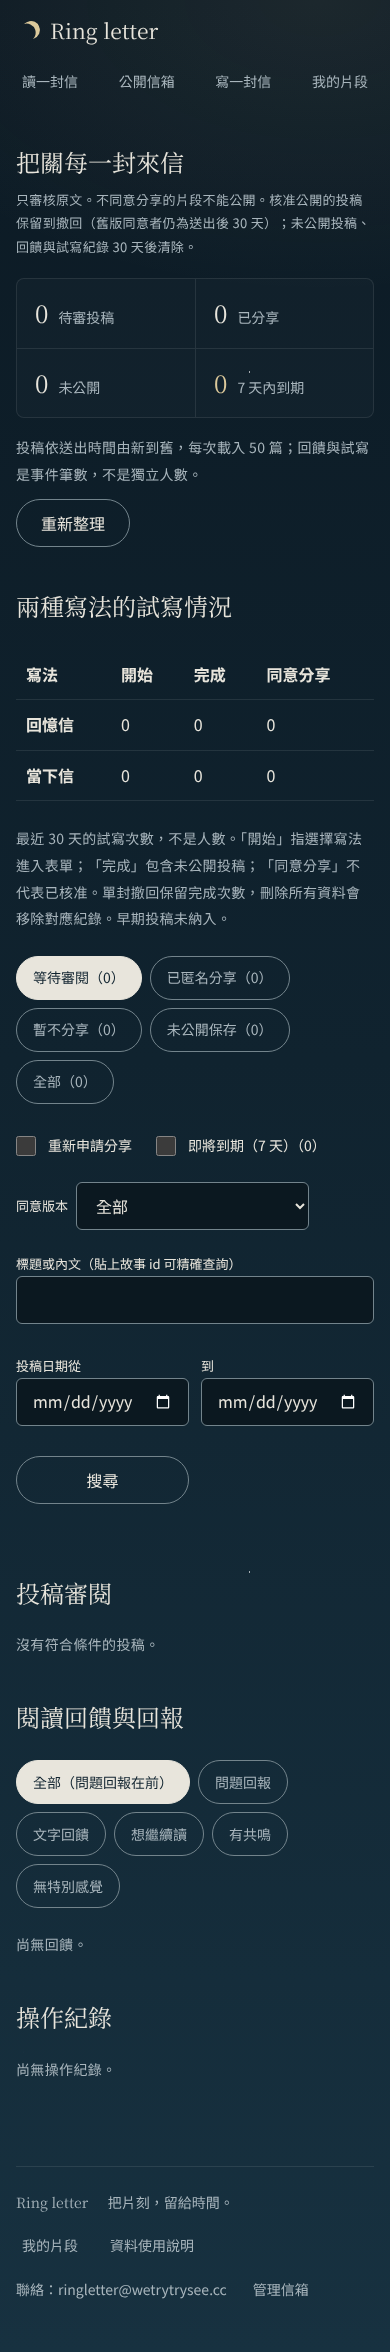 Ring letter
讀一封信 公開信箱 寫一封信 我的片段
把關每一封來信
只審核原文。不同意分享的片段不能公開。核准公開的投稿
保留到撤回（舊版同意者仍為送出後 30 天）；未公開投稿、
回饋與試寫紀錄 30 天後清除。
0 待審投稿 0 已分享
0 未公開 0 7 天內到期
投稿依送出時間由新到舊，每次載入 50 篇；回饋與試寫
是事件筆數，不是獨立人數。
重新整理
兩種寫法的試寫情況
寫法 開始 完成 同意分享
回憶信 0 0 0
當下信 0 0 0
最近 30 天的試寫次數，不是人數。「開始」指選擇寫法
進入表單；「完成」包含未公開投稿；「同意分享」不
代表已核准。單封撤回保留完成次數，刪除所有資料會
移除對應紀錄。早期投稿未納入。
等待審閱（0） 已匿名分享（0）
暫不分享（0） 未公開保存（0）
全部（0）
重新申請分享 即將到期（7 天）（0）
同意版本 全部
標題或內文（貼上故事 id 可精確查詢）
投稿日期從 到
mm/dd/yyyy mm/dd/yyyy
搜尋
投稿審閱
沒有符合條件的投稿。
閱讀回饋與回報
全部（問題回報在前） 問題回報
文字回饋 想繼續讀 有共鳴
無特別感覺
尚無回饋。
操作紀錄
尚無操作紀錄。
Ring letter 把片刻，留給時間。
我的片段 資料使用說明
聯絡：ringletter@wetrytrysee.cc 管理信箱